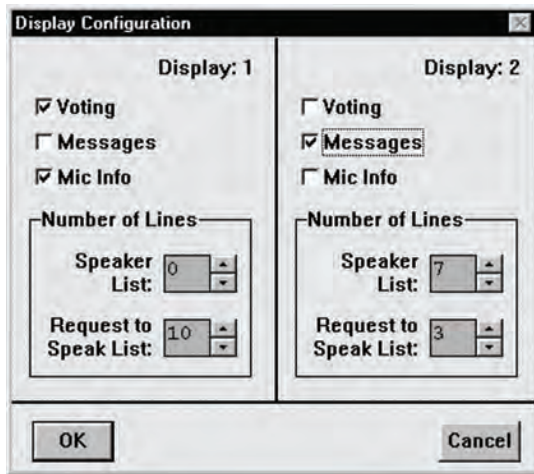 Display Configuration
Display: 1
Voting
Messages
Mic Info
Number of Lines
Speaker
List:
0
Request to
Speak List:
10
Display: 2
Voting
Messages
Mic Info
Number of Lines
Speaker
List:
7
Request to
Speak List:
3
OK
Cancel